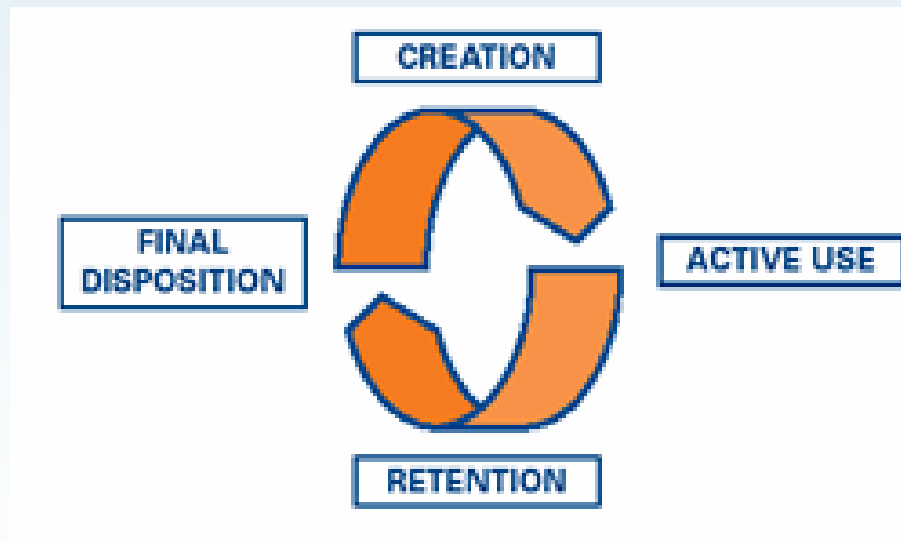 CREATION
FINAL
DISPOSITION
ACTIVE USE
RETENTION